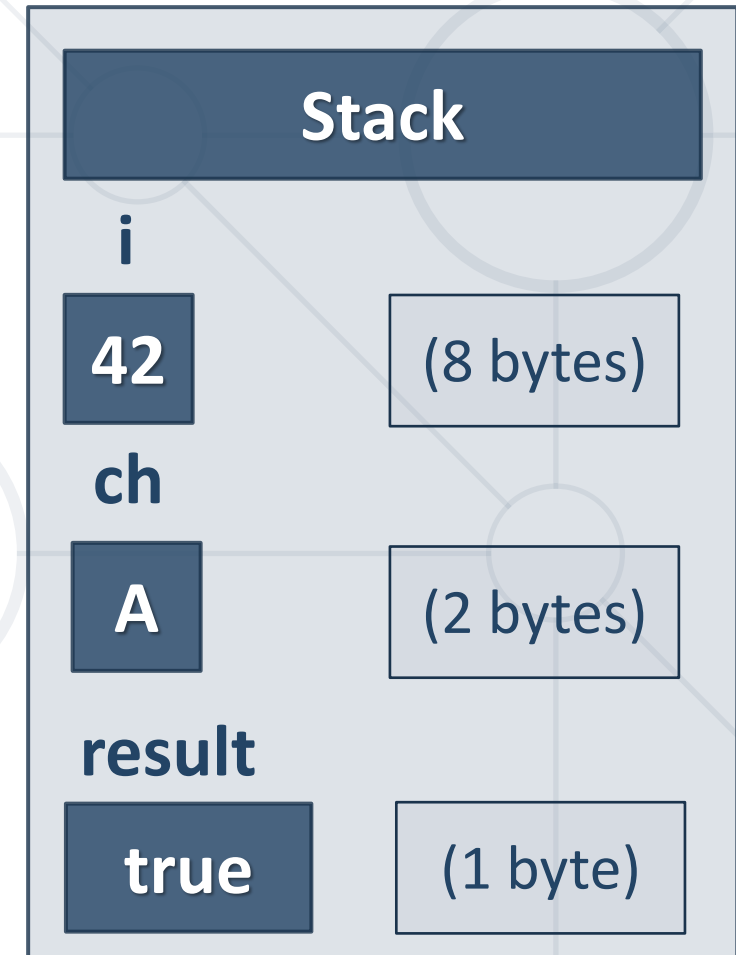 Stack
i
42 (8 bytes)
ch
A (2 bytes)
result
true (1 byte)